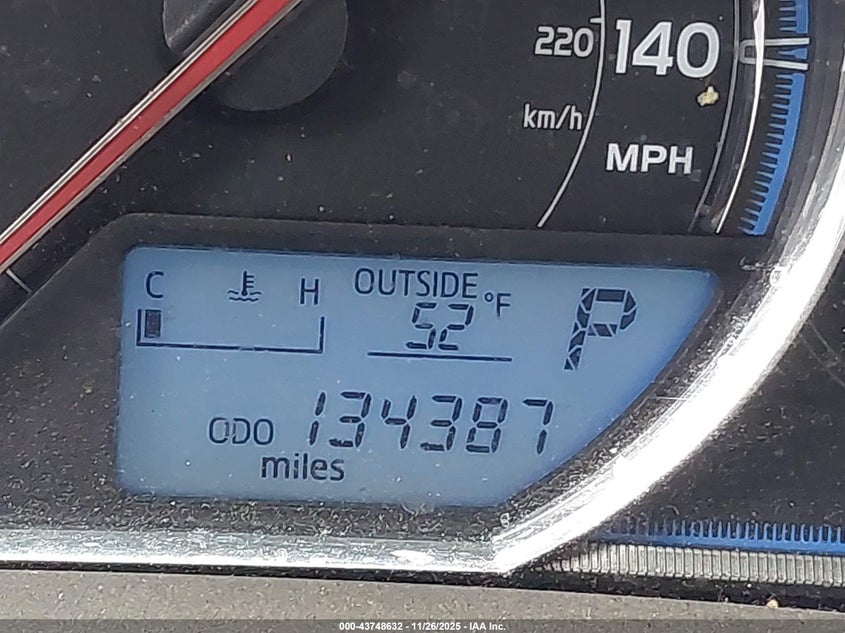 220 140
km/h
MPH
C H OUTSIDE °F
52
P
ODO 134387
miles
000-43748632 - 11/26/2025 - IAA Inc.